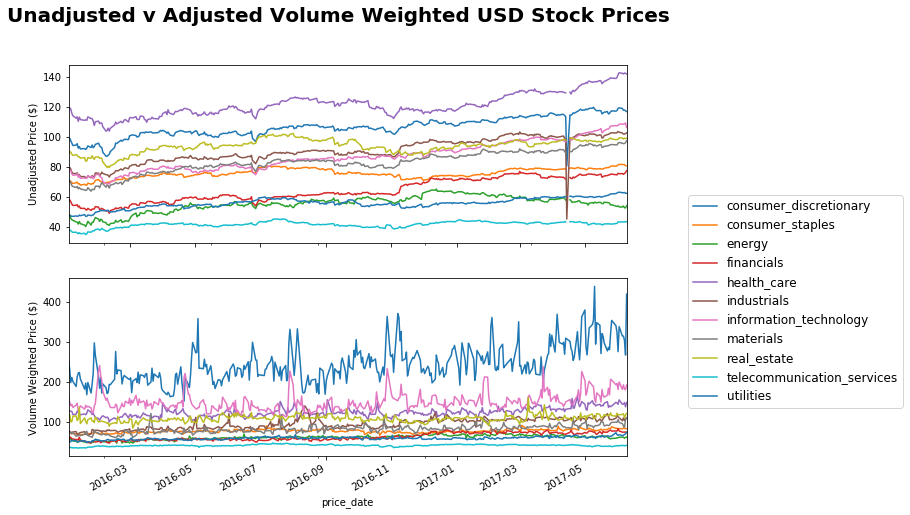 Unadjusted v Adjusted Volume Weighted USD Stock Prices
Unadjusted Price ($)
140
120
100
80
60
40
Volume Weighted Price ($)
400
300
200
100
2016-03
2016-05
2016-07
2016-09
2016-11
2017-01
2017-03
2017-05
price_date
consumer_discretionary
consumer_staples
energy
financials
health_care
industrials
information_technology
materials
real_estate
telecommunication_services
utilities